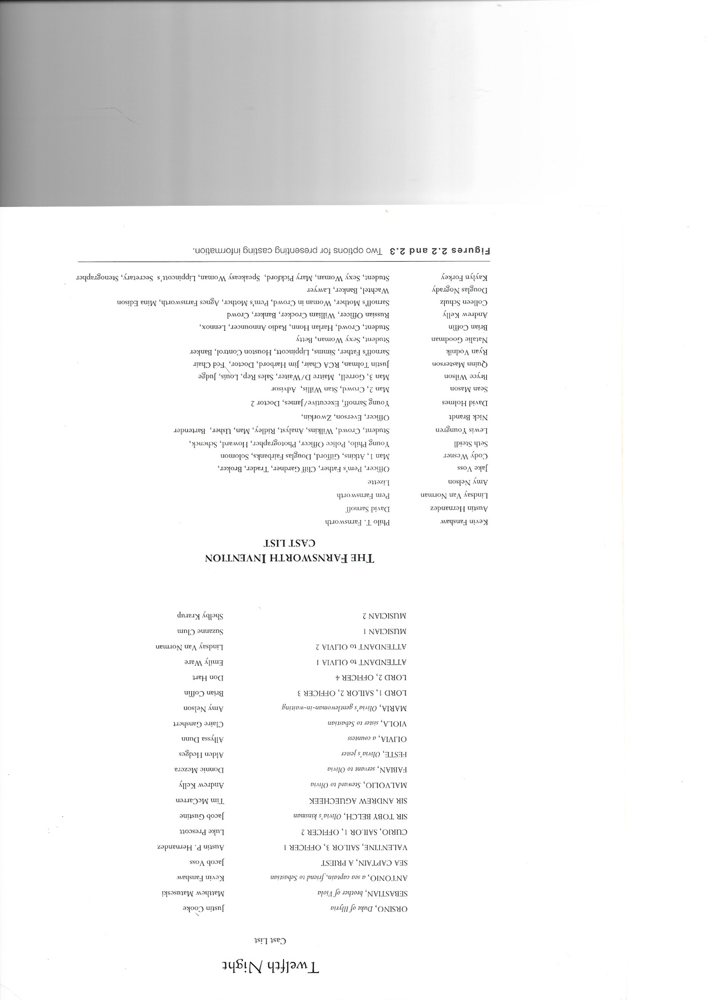 Twelfth Night
Cast List
ORSINO, Duke of Illyria Justin Cooke
SEBASTIAN, brother of Viola Matthew Matuseski
ANTONIO, a sea captain, friend to Sebastian Kevin Fanshaw
SEA CAPTAIN, A PRIEST Jacob Voss
VALENTINE, SAILOR 3, OFFICER 1 Austin P. Hernandez
CURIO, SAILOR 1, OFFICER 2 Luke Prescott
SIR TOBY BELCH, Olivia's kinsman Jacob Gustine
SIR ANDREW AGUECHEEK Tim McCarren
MALVOLIO, Steward to Olivia Andrew Kelly
FABIAN, servant to Olivia Donnie Mezera
FESTE, Olivia's jester Alden Hedges
OLIVIA, a countess Allyssa Dunn
VIOLA, sister to Sebastian Claire Ganshert
MARIA, Olivia's gentlewoman-in-waiting Amy Nelson
LORD 1, SAILOR 2, OFFICER 3 Brian Coffin
LORD 2, OFFICER 4 Don Hart
ATTENDANT to OLIVIA 1 Emily Ware
ATTENDANT to OLIVIA 2 Lindsay Van Norman
MUSICIAN 1 Suzanne Clum
MUSICIAN 2 Shelby Krarup
THE FARNSWORTH INVENTION
CAST LIST
Kevin Fanshaw Philo T. Farnsworth
Austin Hernandez David Sarnoff
Lindsay Van Norman Pem Farnsworth
Amy Nelson Lizette
Jake Voss Officer, Pem's Father, Cliff Gardner, Trader, Broker,
Cody Wesner Man 1, Atkins, Gifford, Douglas Fairbanks, Solomon
Seth Steidl Young Philo, Police Officer, Photographer, Howard, Schenck,
Lewis Youngren Student, Crowd, Wilkins, Analyst, Ridley, Man, Usher, Bartender
Nick Brandt Officer, Everson, Zworkin,
David Holmes Young Sarnoff, Executive/James, Doctor 2
Sean Mason Man 2, Crowd, Stan Willis, Advisor
Bryce Wilson Man 3, Gorrell, Maitre D/Waiter, Sales Rep, Louis, Judge
Quinn Masterson Justin Tolman, RCA Chair, Jim Harbord, Doctor, Fed Chair
Ryan Vodnik Sarnoff's Father, Simms, Lippincott, Houston Control, Banker
Natalie Goodman Student, Sexy Woman, Betty
Brian Coffin Student, Crowd, Harlan Honn, Radio Announcer, Lennox,
Andrew Kelly Russian Officer, William Crocker, Banker, Crowd
Colleen Schulz Sarnoff's Mother, Woman in Crowd, Pem's Mother, Agnes Farnsworth, Mina Edison
Douglas Nogrady Wachtel, Banker, Lawyer
Kaylyn Forkey Student, Sexy Woman, Mary Pickford, Speakeasy Woman, Lippincott's Secretary, Stenographer
Figures 2.2 and 2.3 Two options for presenting casting information.